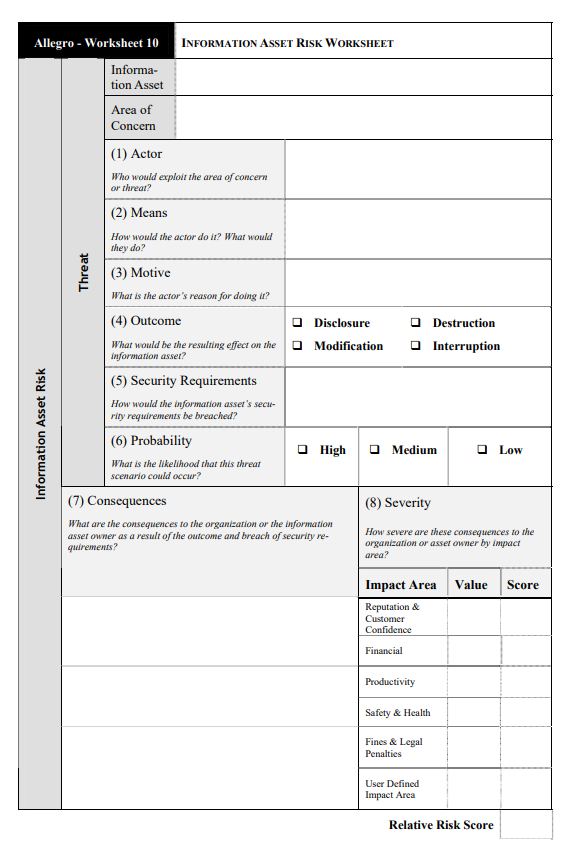 Allegro - Worksheet 10
INFORMATION ASSET RISK WORKSHEET
Information Asset Risk
Threat
Informa-
tion Asset
Area of
Concern
(1) Actor
Who would exploit the area of concern
or threat?
(2) Means
How would the actor do it? What would
they do?
(3) Motive
What is the actor's reason for doing it?
(4) Outcome
What would be the resulting effect on the
information asset?
❑ Disclosure ❑ Destruction
❑ Modification ❑ Interruption
(5) Security Requirements
How would the information asset's secu-
rity requirements be breached?
(6) Probability
What is the likelihood that this threat
scenario could occur?
❑ High ❑ Medium ❑ Low
(7) Consequences
What are the consequences to the organization or the information
asset owner as a result of the outcome and breach of security re-
quirements?
(8) Severity
How severe are these consequences to the
organization or asset owner by impact
area?
Impact Area Value Score
Reputation &
Customer
Confidence
Financial
Productivity
Safety & Health
Fines & Legal
Penalties
User Defined
Impact Area
Relative Risk Score